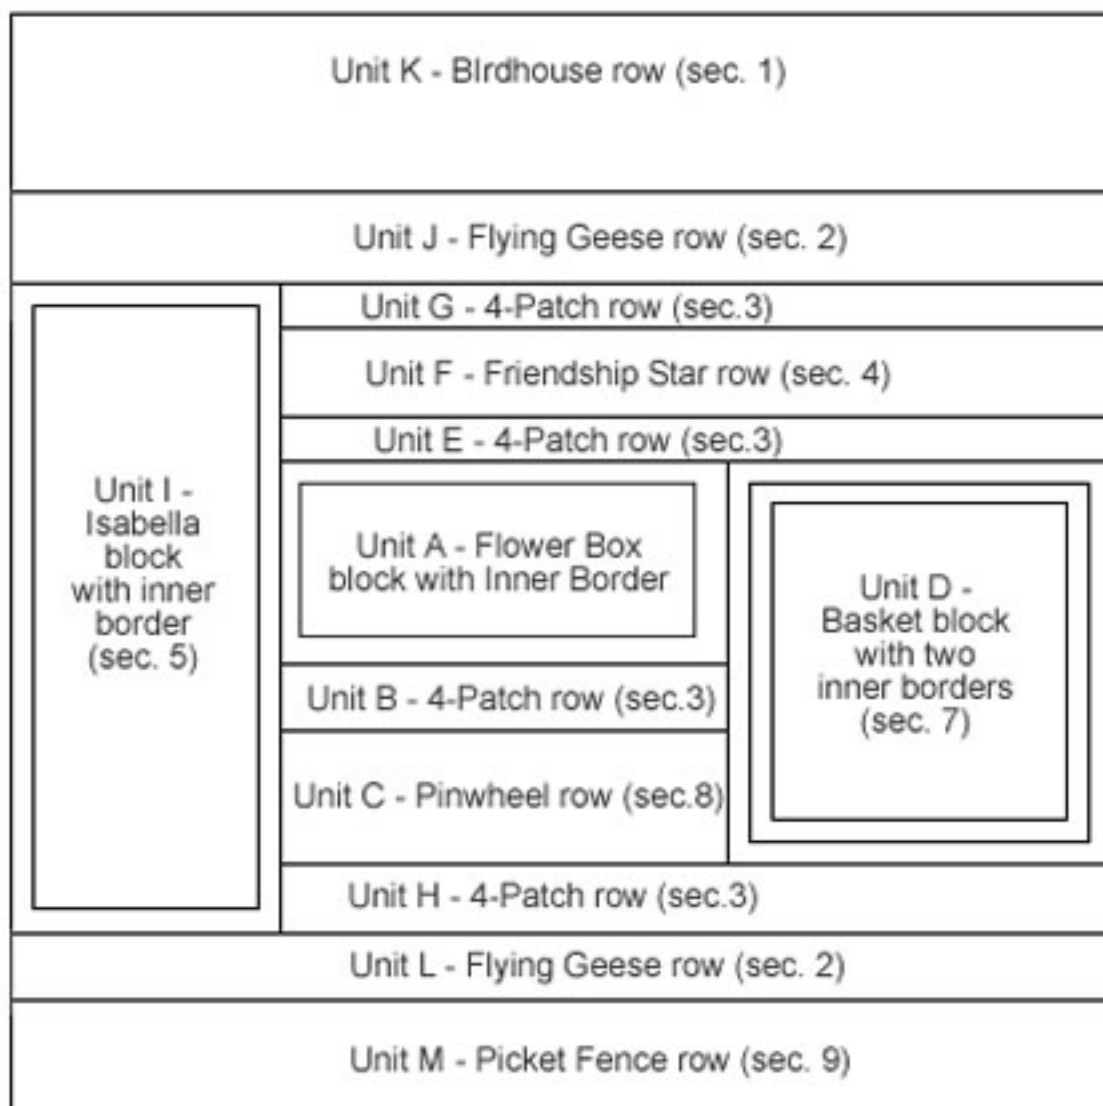 Unit K - BIrdhouse row (sec. 1)
Unit J - Flying Geese row (sec. 2)
Unit G - 4-Patch row (sec.3)
Unit F - Friendship Star row (sec. 4)
Unit E - 4-Patch row (sec.3)
Unit I -
Isabella
block
with inner
border
(sec. 5)
Unit A - Flower Box
block with Inner Border
Unit D -
Basket block
with two
inner borders
(sec. 7)
Unit B - 4-Patch row (sec.3)
Unit C - Pinwheel row (sec.8)
Unit H - 4-Patch row (sec.3)
Unit L - Flying Geese row (sec. 2)
Unit M - Picket Fence row (sec. 9)